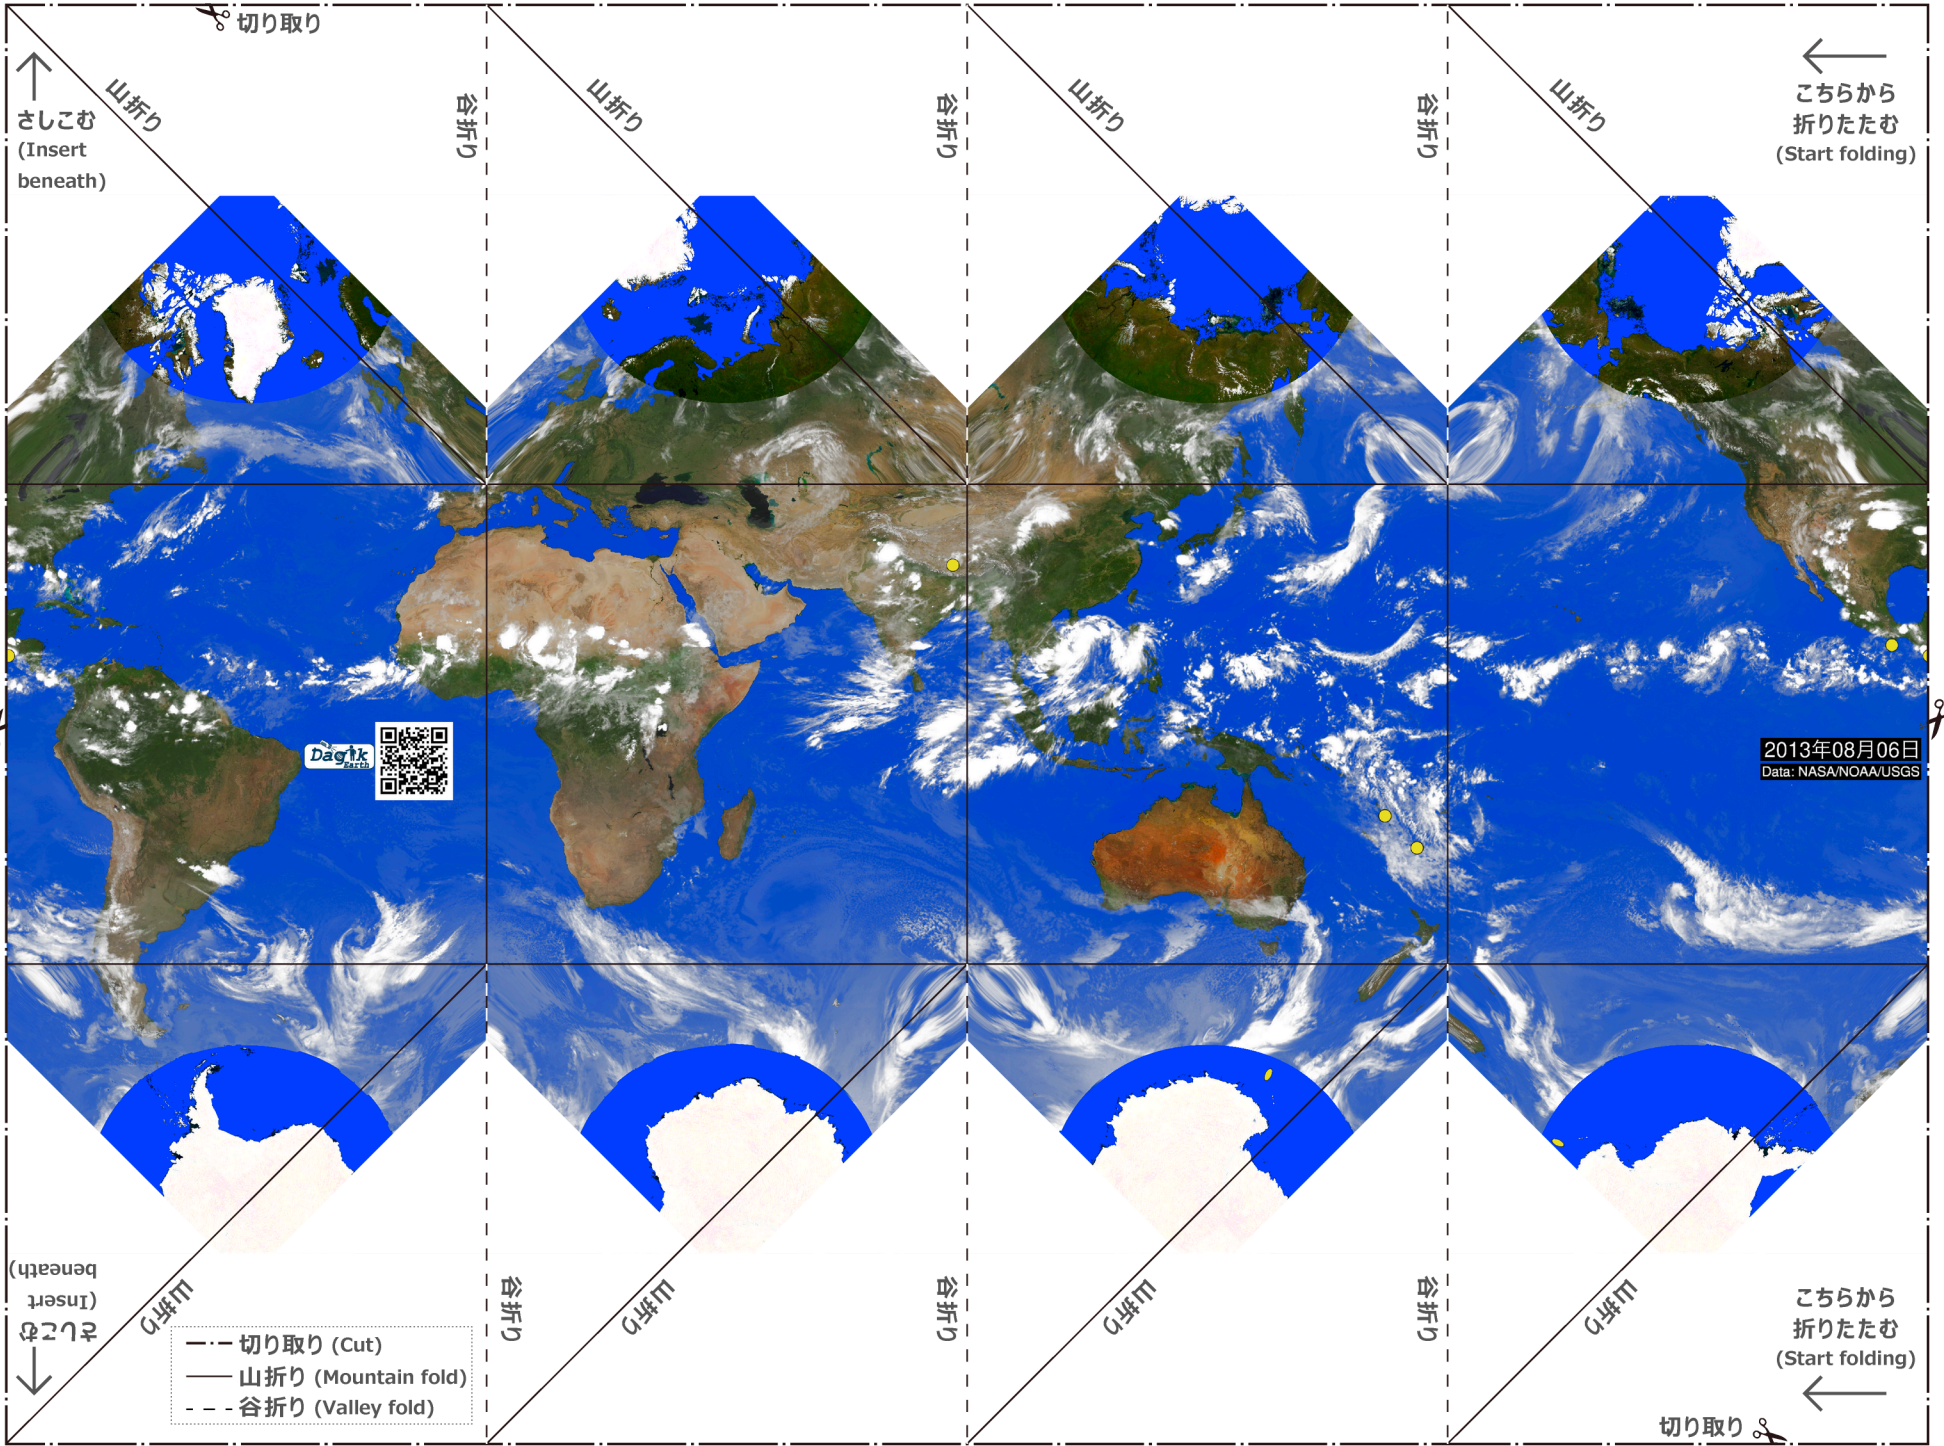 切り取り
山折り
谷折り
山折り
谷折り
山折り
谷折り
山折り
さしこむ
(Insert
beneath)
こちらから
折りたたむ
(Start folding)
Dagik
Earth
2013年08月06日
Data: NASA/NOAA/USGS
さしこむ
(Insert
beneath)
山折り
谷折り
山折り
谷折り
山折り
谷折り
山折り
こちらから
折りたたむ
(Start folding)
切り取り (Cut)
山折り (Mountain fold)
谷折り (Valley fold)
切り取り